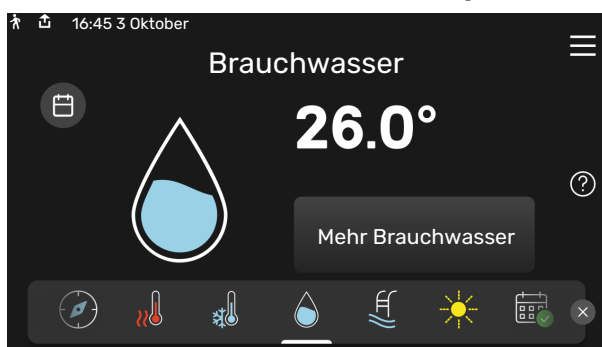 16:45 3 Oktober
Brauchwasser
26.0°
?
Mehr Brauchwasser